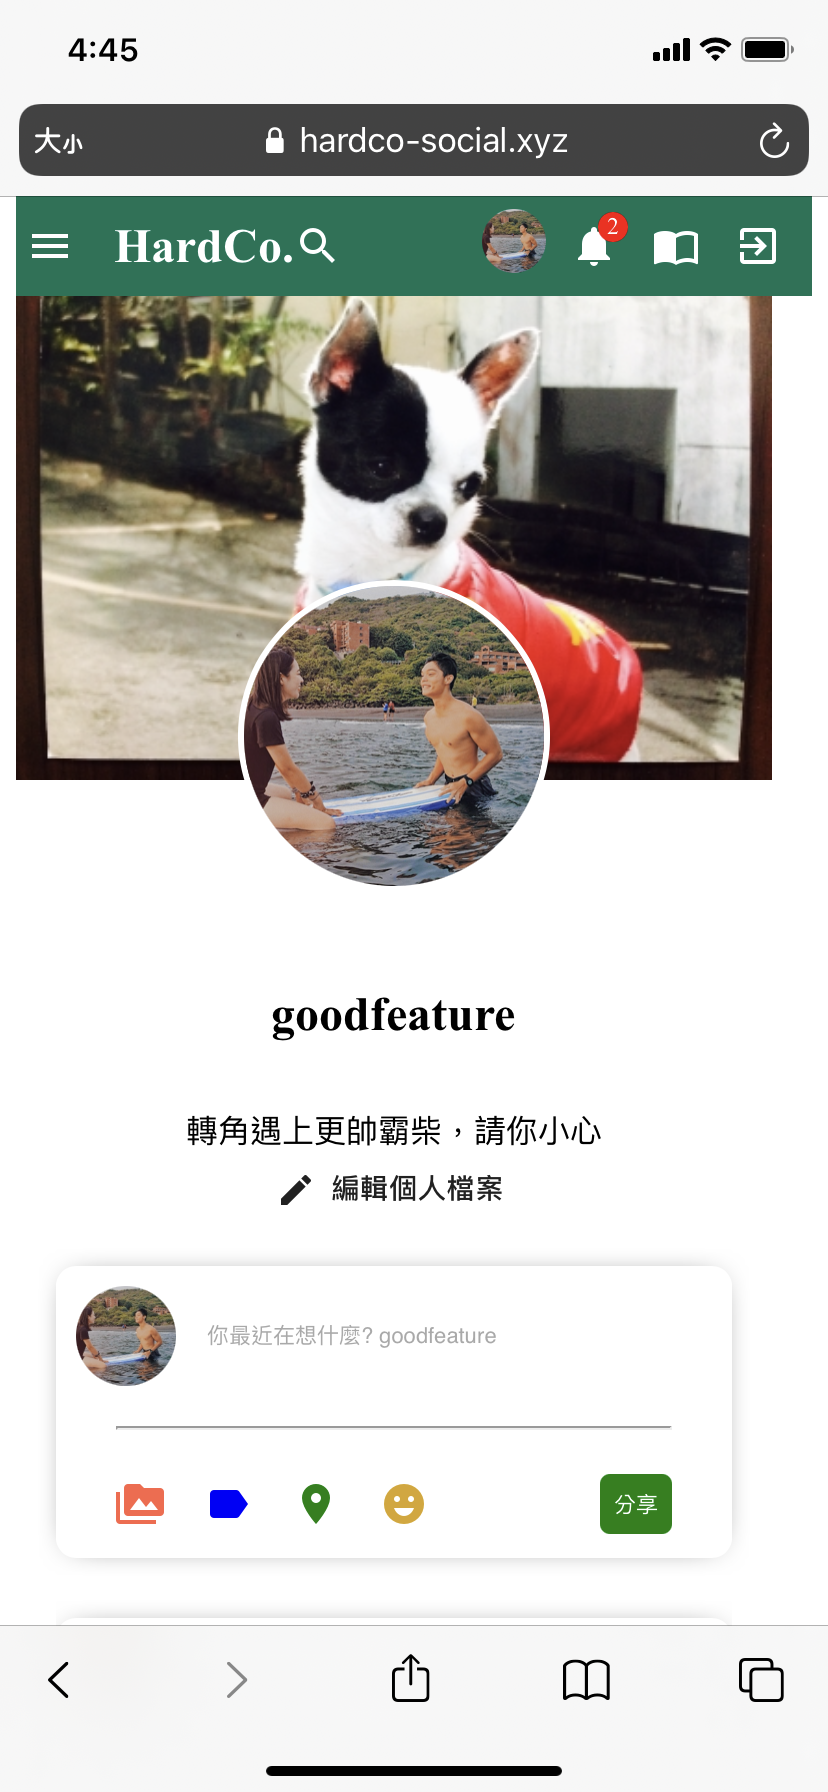 4:45
大小 hardco-social.xyz
HardCo. 2
goodfeature
轉角遇上更帥霸柴，請你小心
編輯個人檔案
你最近在想什麼? goodfeature
分享